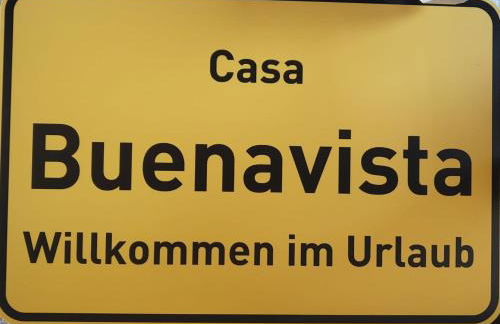 Casa
Buenavista
Willkommen im Urlaub